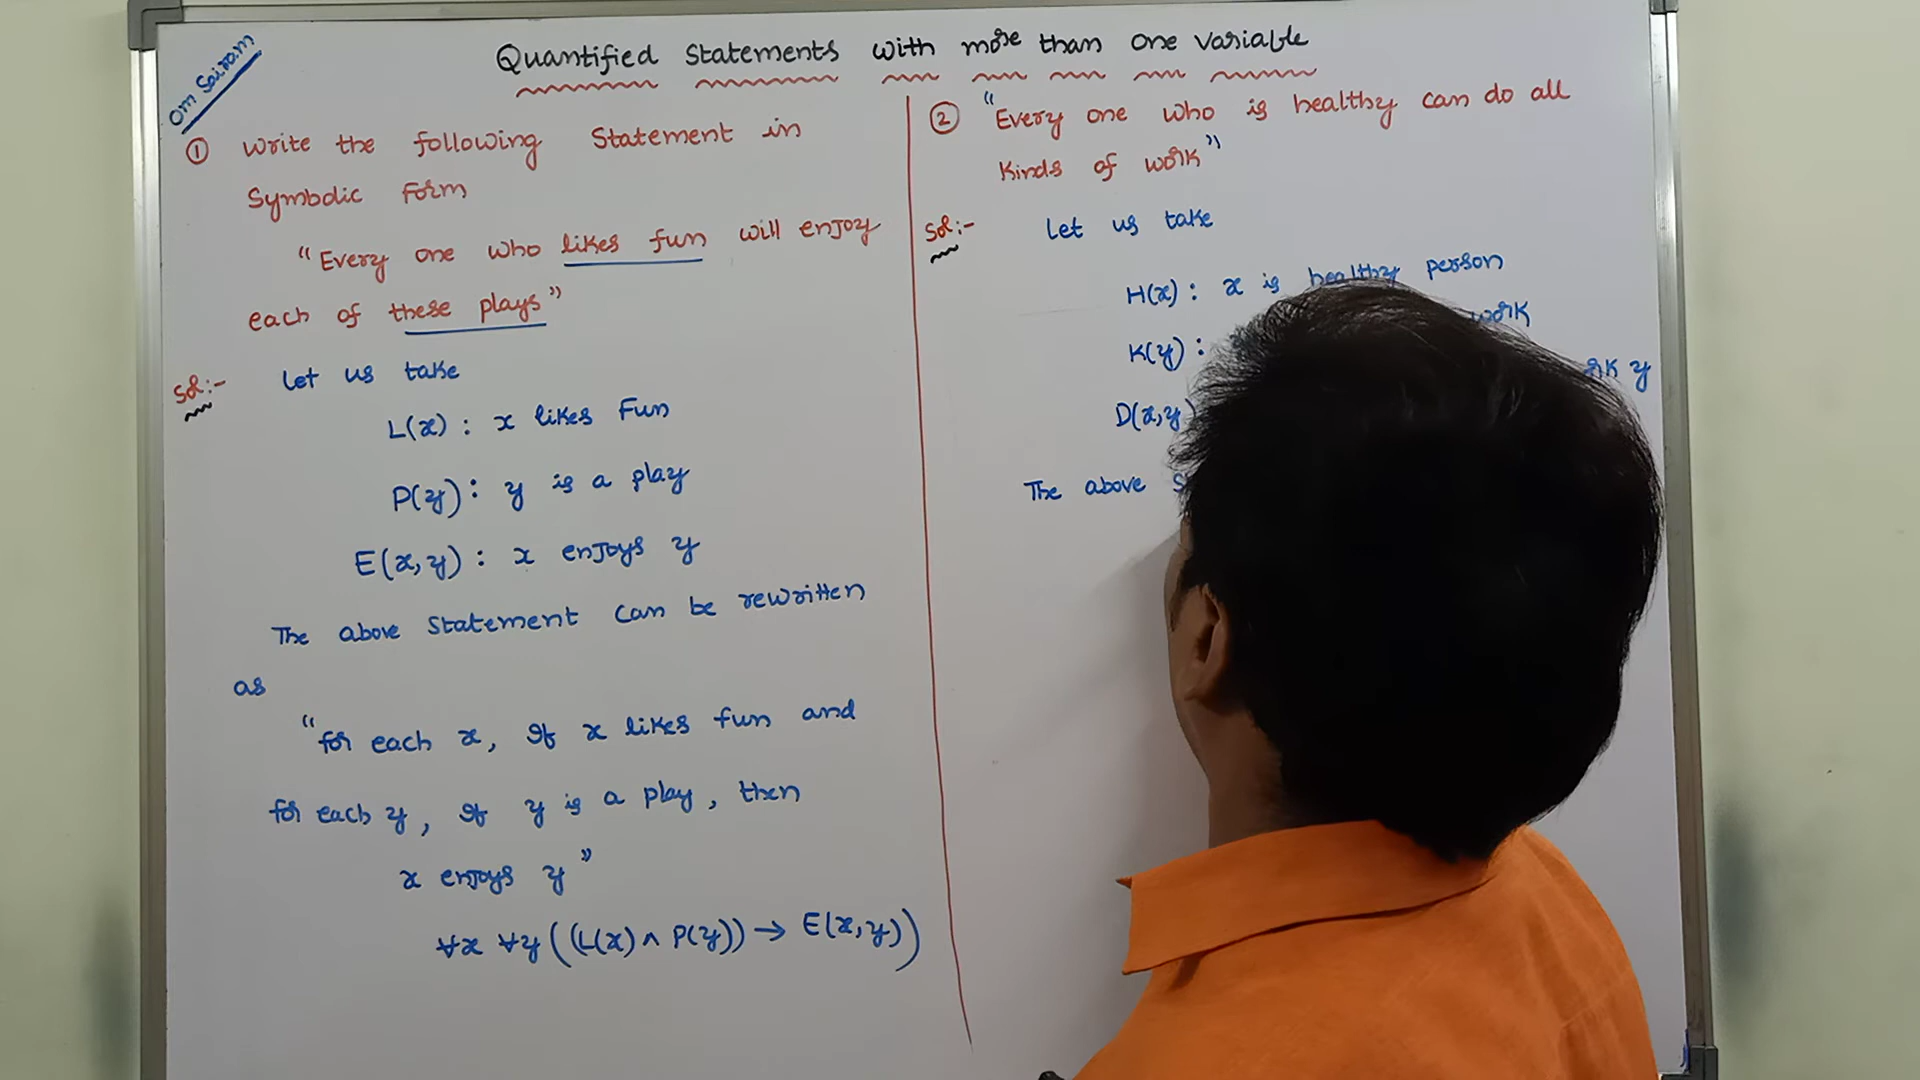 Om Sairam
Quantified Statements with more than one variable
① Write the following Statement in
Symbolic Form
"Every one who likes fun will enjoy
each of these plays"
Sol:- Let us take
L(x) : x likes Fun
P(y) : y is a play
E(x,y) : x enjoys y
The above Statement can be rewritten
as
"for each x, if x likes fun and
for each y, if y is a play, then
x enjoys y"
∀x ∀y ((L(x) ∧ P(y)) → E(x,y))
② "Every one who is healthy can do all
kinds of work"
Sol:- Let us take
H(x) : x is healthy person
K(y) : work
D(x,y) y
The above